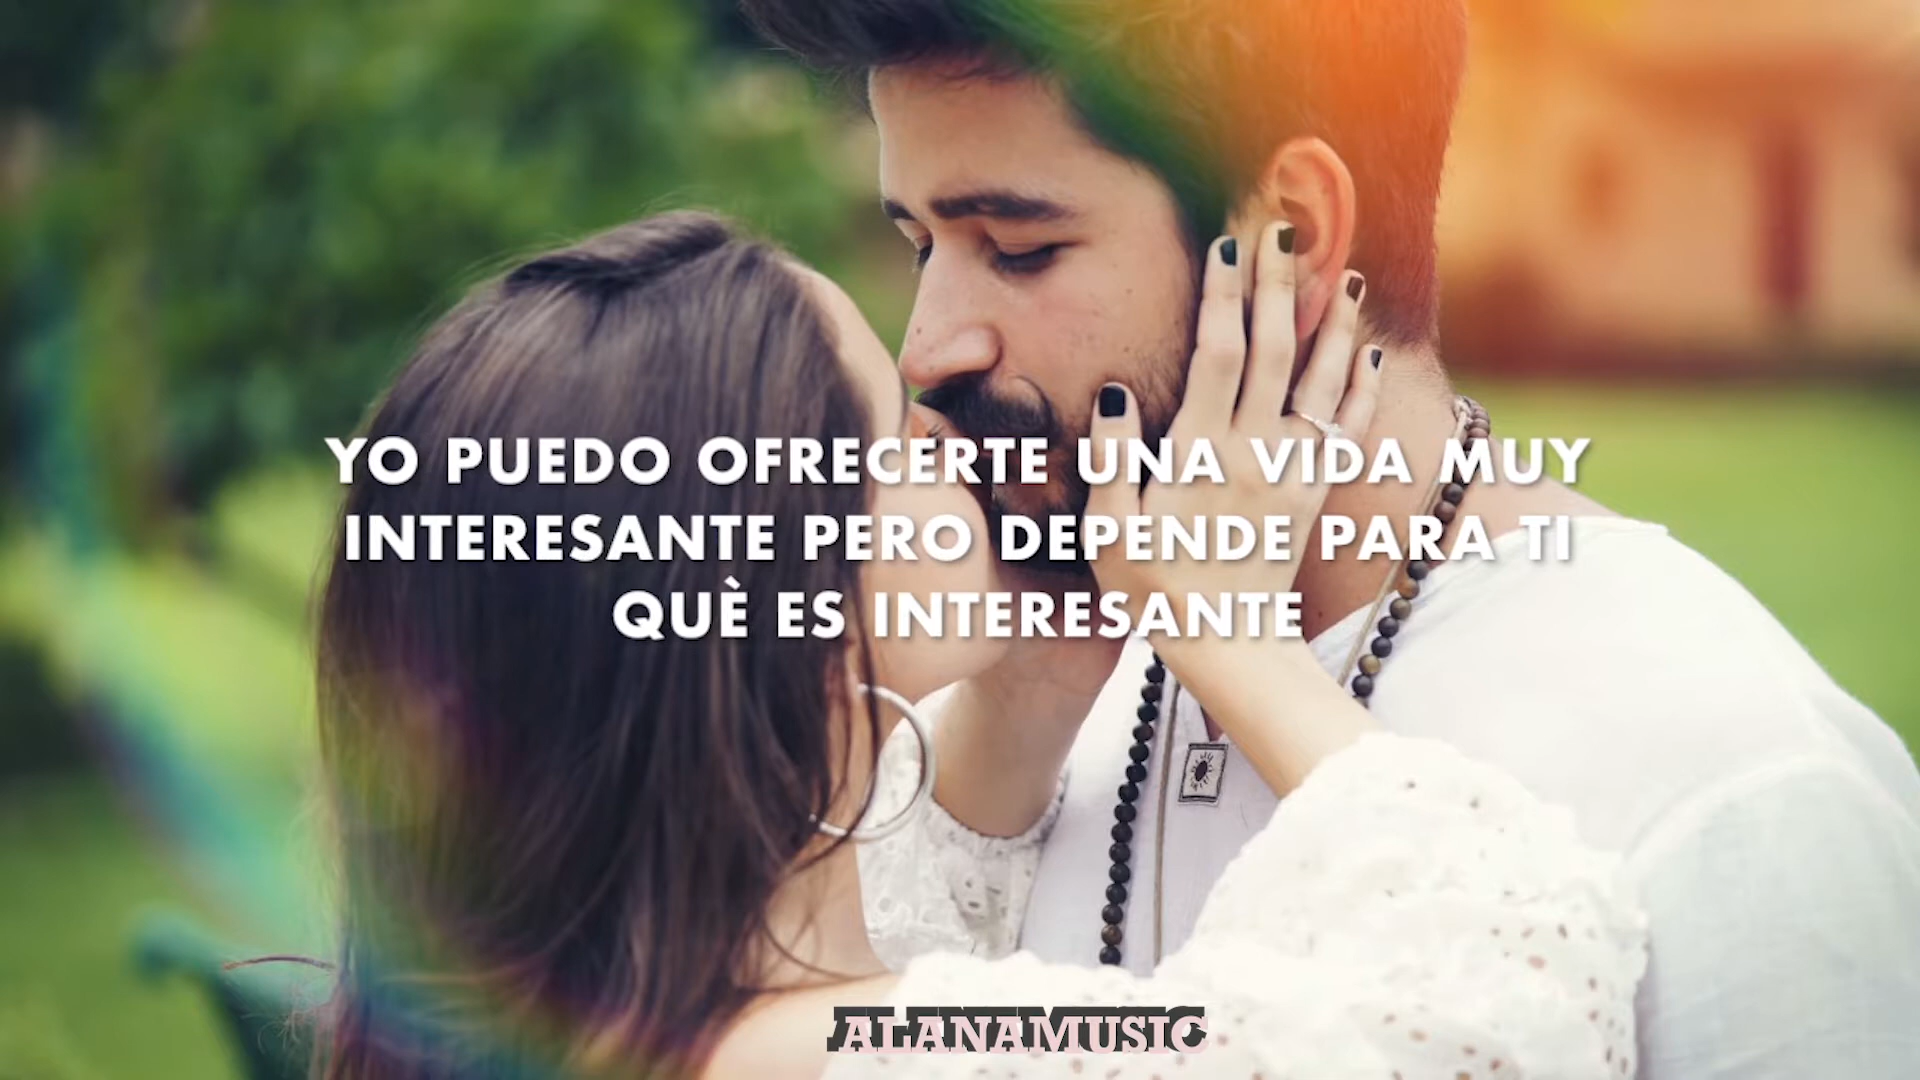 YO PUEDO OFRECERTE UNA VIDA MUY
INTERESANTE PERO DEPENDE PARA TI
QUÈ ES INTERESANTE
ALANAMUSIC